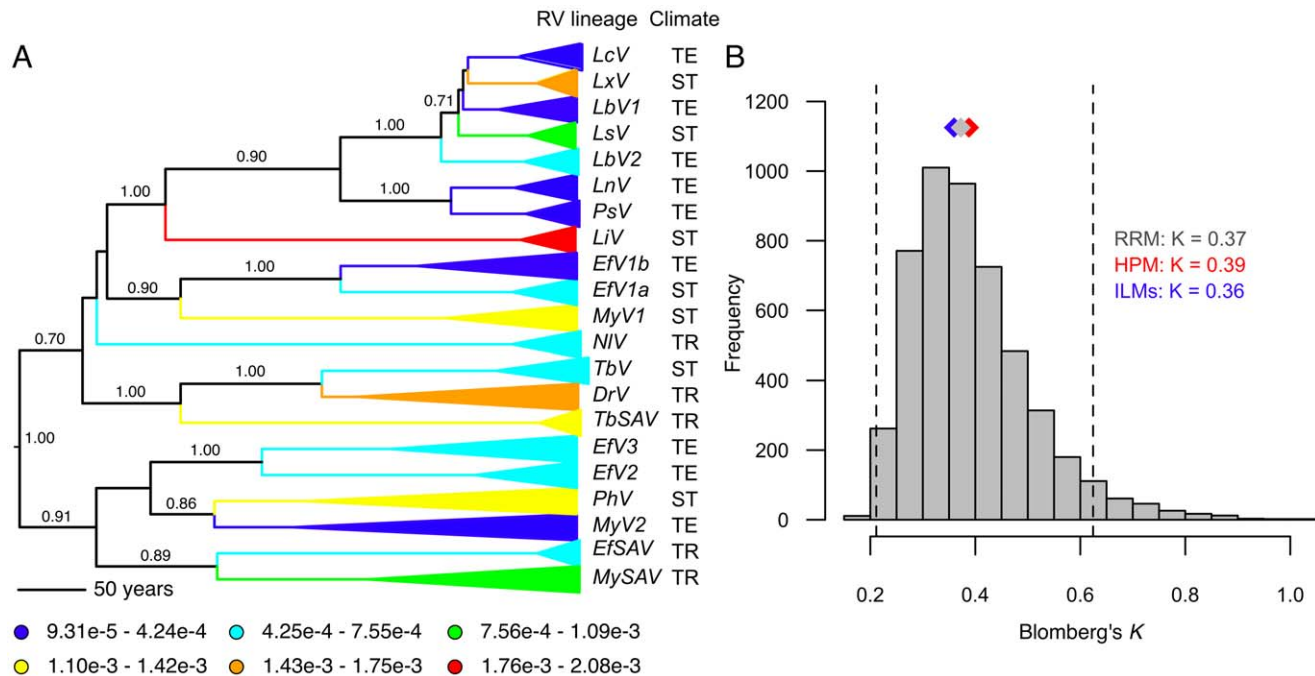 RV lineage Climate
A
B
LcV TE
LxV ST
0.71
LbV1 TE
1.00
LsV ST
0.90
LbV2 TE
1.00
1.00
LnV TE
PsV TE
LiV ST
1.00
EfV1b TE
0.90
EfV1a ST
MyV1 ST
0.70
NlV TR
1.00
TbV ST
1.00
DrV TR
TbSAV TR
1.00
1.00
EfV3 TE
EfV2 TE
0.86
PhV ST
0.91
MyV2 TE
0.89
EfSAV TR
MySAV TR
50 years
9.31e-5 - 4.24e-4
4.25e-4 - 7.55e-4
7.56e-4 - 1.09e-3
1.10e-3 - 1.42e-3
1.43e-3 - 1.75e-3
1.76e-3 - 2.08e-3
Frequency
1200
1000
800
600
400
200
0
RRM: K = 0.37
HPM: K = 0.39
ILMs: K = 0.36
0.2 0.4 0.6 0.8 1.0
Blomberg's K